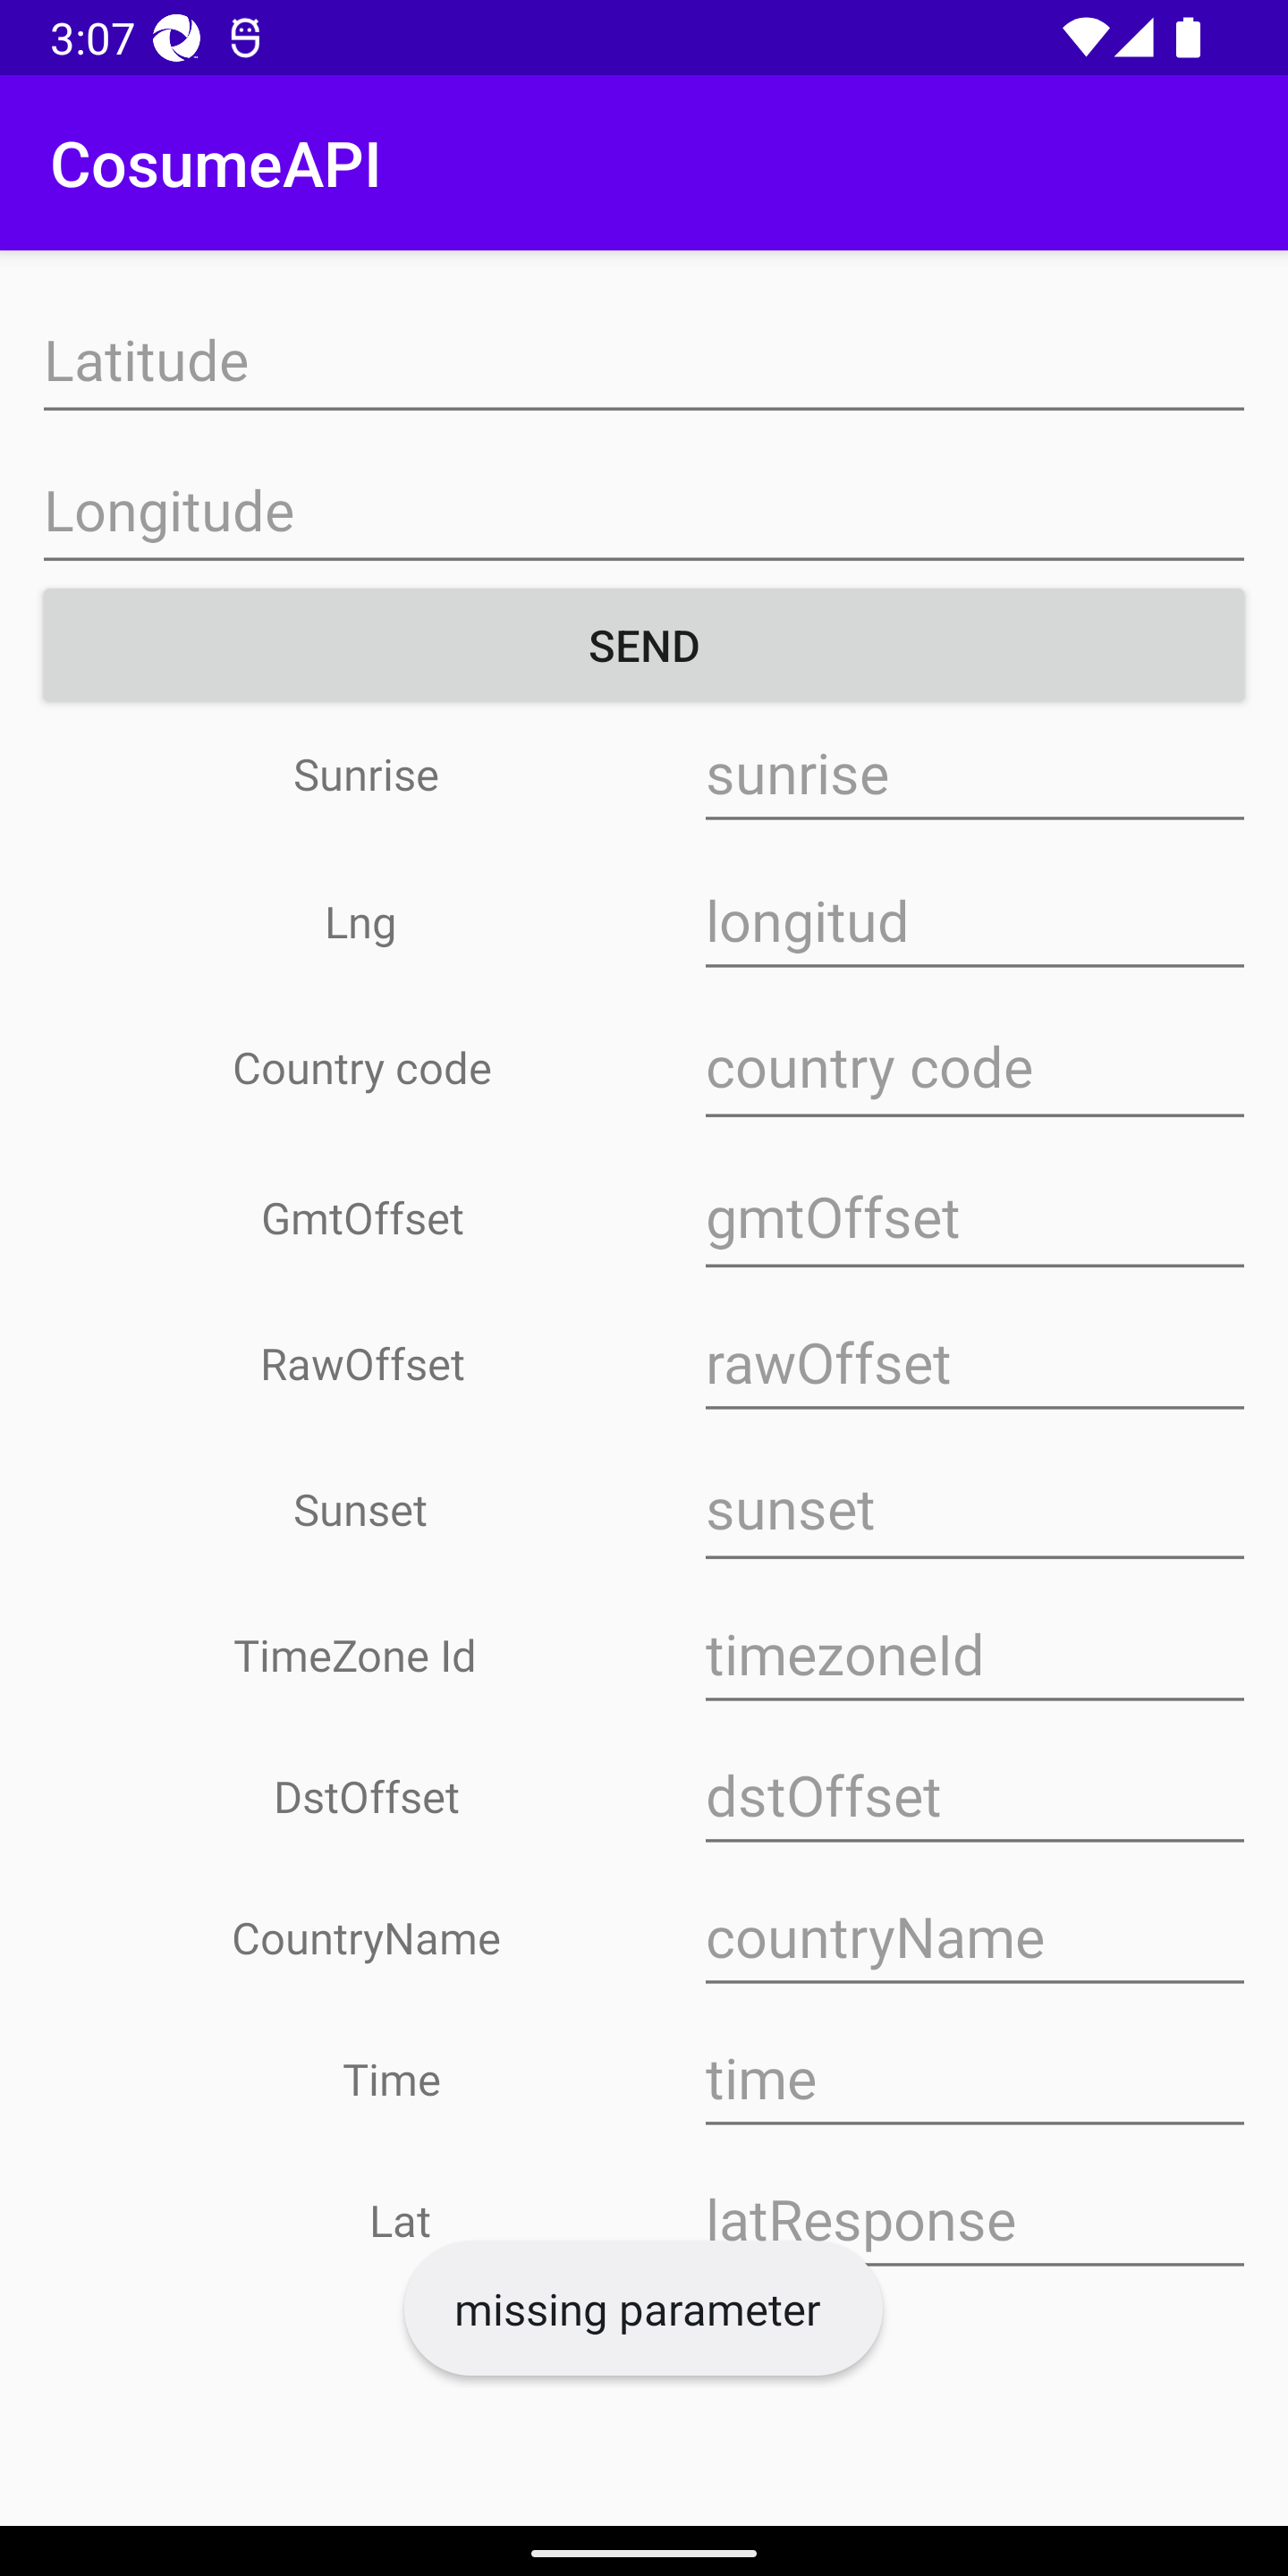 3:07
CosumeAPI
Latitude
Longitude
SEND
Sunrise sunrise
Lng longitud
Country code country code
GmtOffset gmtOffset
RawOffset rawOffset
Sunset sunset
TimeZone Id timezoneId
DstOffset dstOffset
CountryName countryName
Time time
Lat latResponse
missing parameter